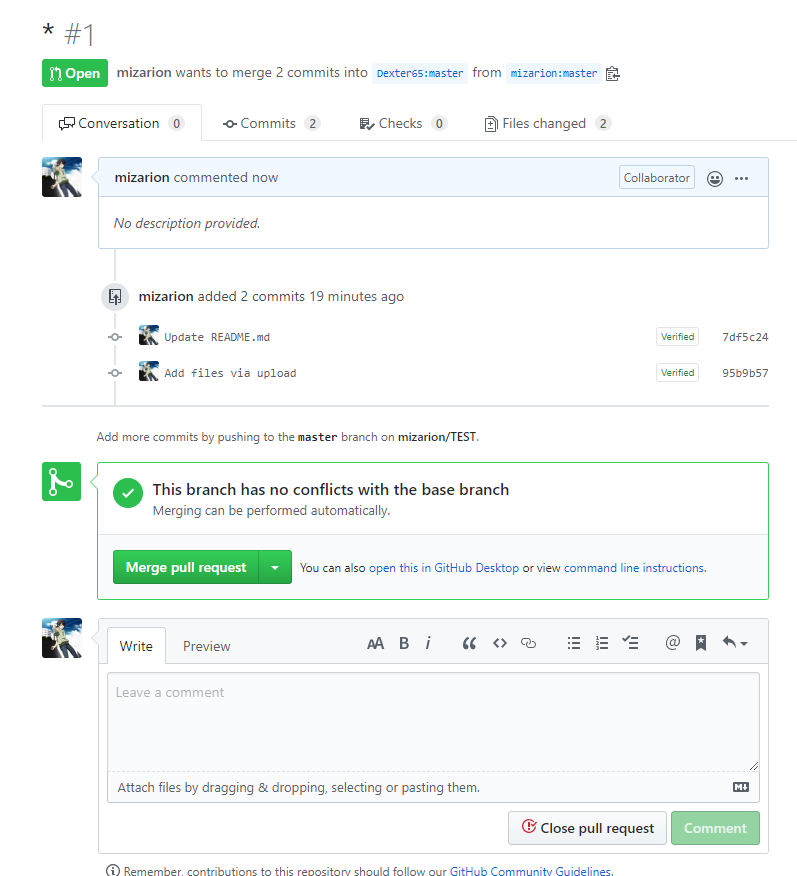 * #1
Open mizarion wants to merge 2 commits into Dexter65:master from mizarion:master
Conversation 0 Commits 2 Checks 0 Files changed 2
mizarion commented now Collaborator
No description provided.
mizarion added 2 commits 19 minutes ago
Update README.md Verified 7df5c24
Add files via upload Verified 95b9b57
Add more commits by pushing to the master branch on mizarion/TEST.
This branch has no conflicts with the base branch
Merging can be performed automatically.
Merge pull request You can also open this in GitHub Desktop or view command line instructions.
Write Preview AA B i
Leave a comment
Attach files by dragging & dropping, selecting or pasting them.
Close pull request Comment
Remember, contributions to this repository should follow our GitHub Community Guidelines.